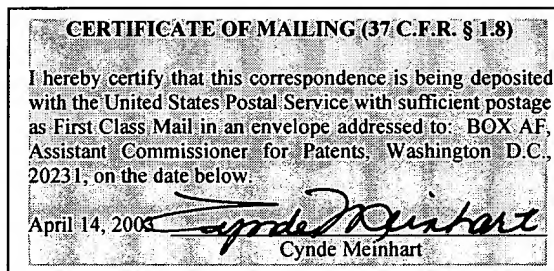 CERTIFICATE OF MAILING (37 C.F.R. § 1.8)
I hereby certify that this correspondence is being deposited
with the United States Postal Service with sufficient postage
as First Class Mail in an envelope addressed to: BOX AF,
Assistant Commissioner for Patents, Washington D.C.,
20231, on the date below.
April 14, 2003 Cynde Meinhart
Cynde Meinhart